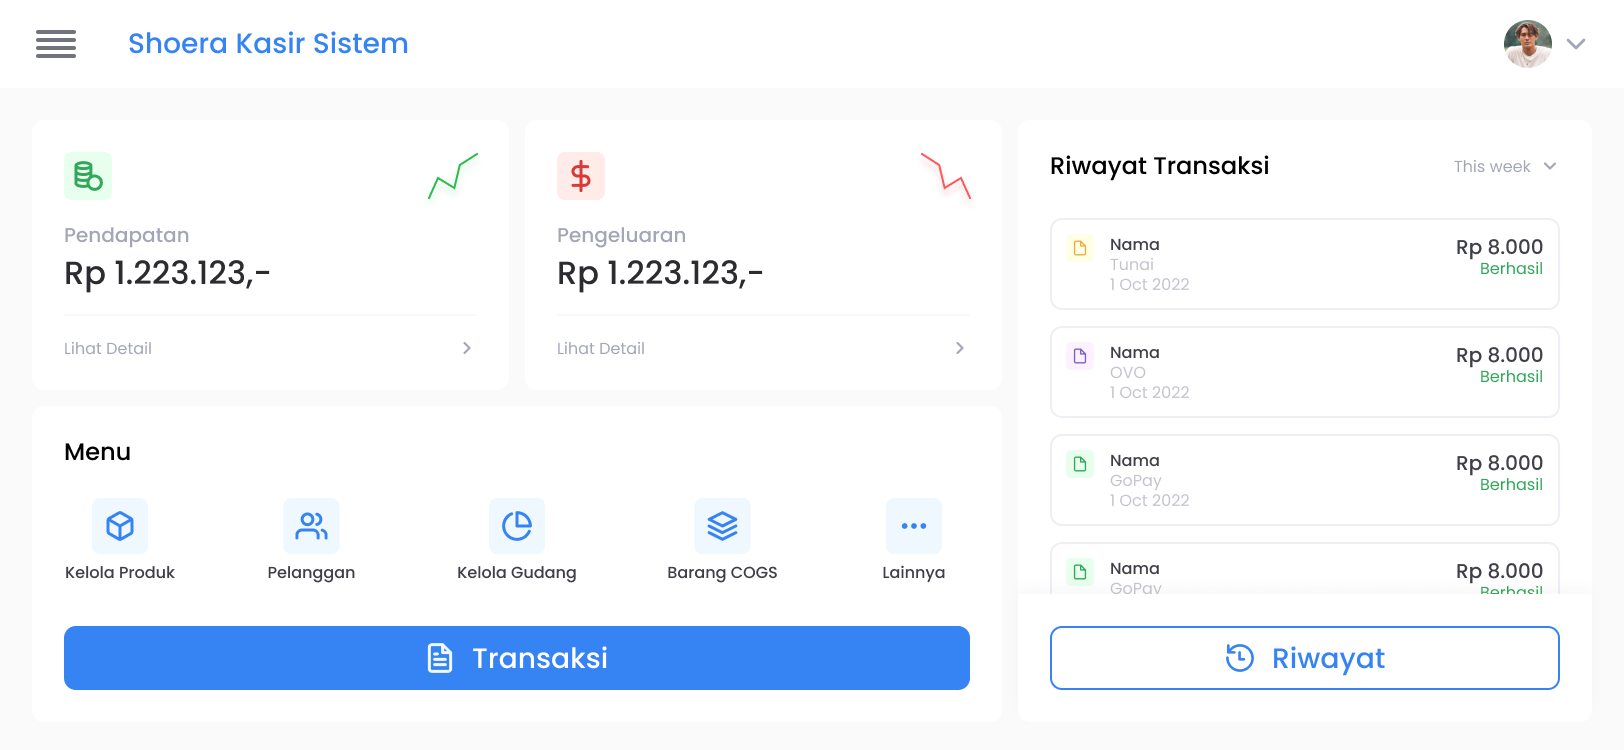 Shoera Kasir Sistem
Pendapatan
Rp 1.223.123,-
Lihat Detail
Pengeluaran
Rp 1.223.123,-
Lihat Detail
Menu
Kelola Produk
Pelanggan
Kelola Gudang
Barang COGS
Lainnya
Transaksi
Riwayat Transaksi
This week
Nama
Rp 8.000
Tunai
Berhasil
1 Oct 2022
Nama
Rp 8.000
OVO
Berhasil
1 Oct 2022
Nama
Rp 8.000
GoPay
Berhasil
1 Oct 2022
Nama
Rp 8.000
GoPay
Berhasil
Riwayat